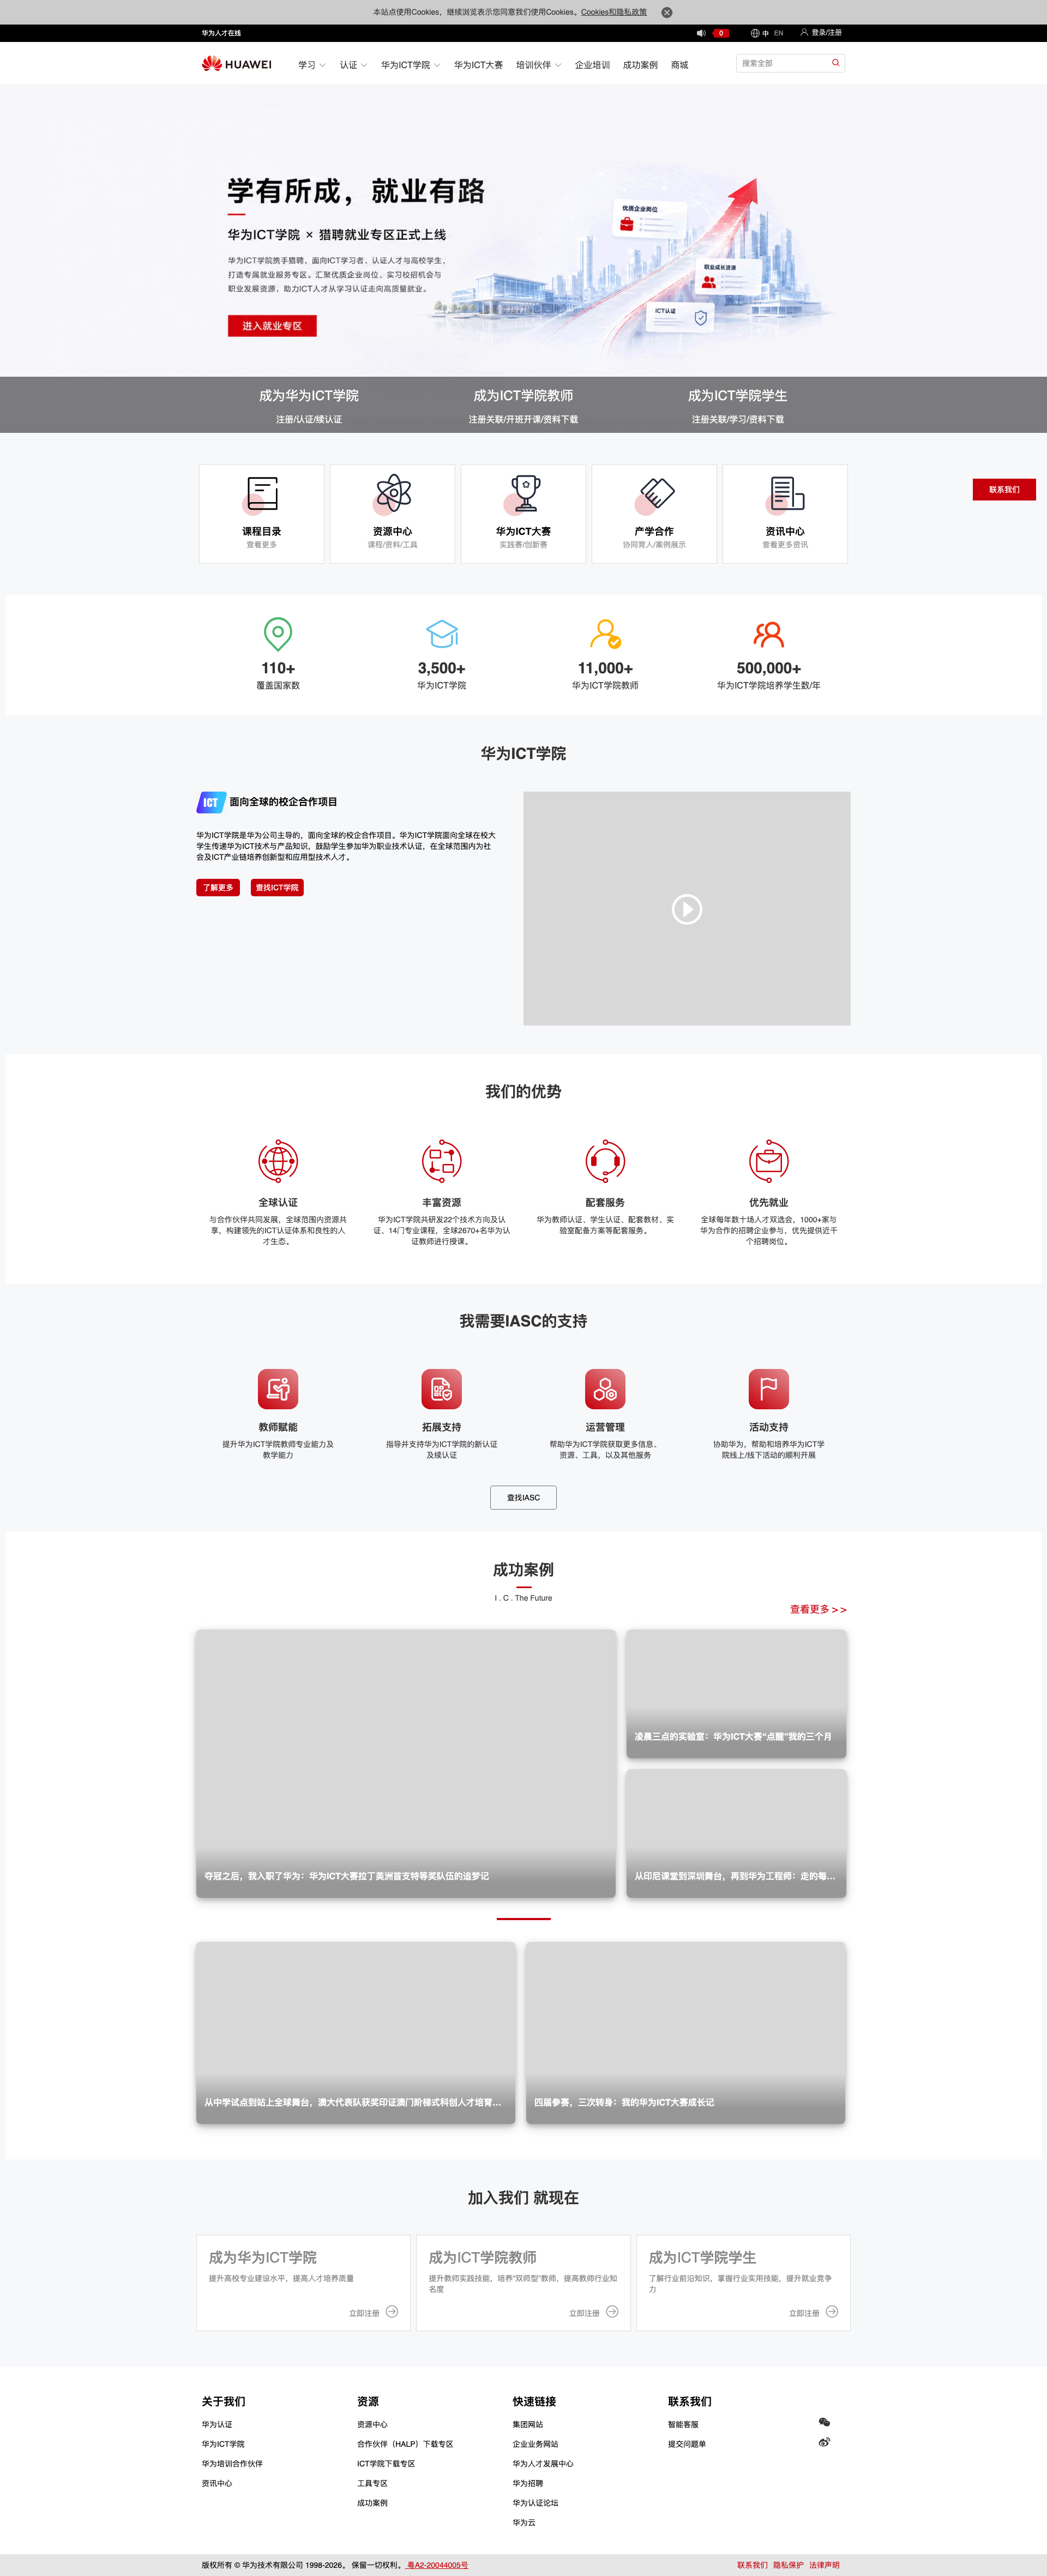 本站点使用Cookies，继续浏览表示您同意我们使用Cookies。Cookies和隐私政策
华为人才在线
0
中 EN
登录/注册
HUAWEI
学习
认证
华为ICT学院
华为ICT大赛
培训伙伴
企业培训
成功案例
商城
搜索全部
学有所成，就业有路
华为ICT学院 × 猎聘就业专区正式上线
华为ICT学院携手猎聘，面向ICT学习者、认证人才与高校学生，
打造专属就业服务专区。汇聚优质企业岗位、实习校招机会与
职业发展资源，助力ICT人才从学习认证走向高质量就业。
进入就业专区
优质企业岗位
职业成长资源
ICT认证
成为华为ICT学院
注册/认证/续认证
成为ICT学院教师
注册关联/开班开课/资料下载
成为ICT学院学生
注册关联/学习/资料下载
联系我们
课程目录
查看更多
资源中心
课程/资料/工具
华为ICT大赛
实践赛/创新赛
产学合作
协同育人/案例展示
资讯中心
查看更多资讯
110+
覆盖国家数
3,500+
华为ICT学院
11,000+
华为ICT学院教师
500,000+
华为ICT学院培养学生数/年
华为ICT学院
ICT 面向全球的校企合作项目
华为ICT学院是华为公司主导的，面向全球的校企合作项目。华为ICT学院面向全球在校大
学生传递华为ICT技术与产品知识，鼓励学生参加华为职业技术认证，在全球范围内为社
会及ICT产业链培养创新型和应用型技术人才。
了解更多
查找ICT学院
我们的优势
全球认证
与合作伙伴共同发展，全球范围内资源共
享，构建领先的ICT认证体系和良性的人
才生态。
丰富资源
华为ICT学院共研发22个技术方向及认
证、14门专业课程，全球2670+名华为认
证教师进行授课。
配套服务
华为教师认证、学生认证、配套教材、实
验室配备方案等配套服务。
优先就业
全球每年数十场人才双选会，1000+家与
华为合作的招聘企业参与，优先提供近千
个招聘岗位。
我需要IASC的支持
教师赋能
提升华为ICT学院教师专业能力及
教学能力
拓展支持
指导并支持华为ICT学院的新认证
及续认证
运营管理
帮助华为ICT学院获取更多信息、
资源、工具，以及其他服务
活动支持
协助华为，帮助和培养华为ICT学
院线上/线下活动的顺利开展
查找IASC
成功案例
I . C . The Future
查看更多 > >
夺冠之后，我入职了华为：华为ICT大赛拉丁美洲首支特等奖队伍的追梦记
凌晨三点的实验室：华为ICT大赛“点醒”我的三个月
从印尼课堂到深圳舞台，再到华为工程师：走的每...
从中学试点到站上全球舞台，澳大代表队获奖印证澳门阶梯式科创人才培育...
四届参赛，三次转身：我的华为ICT大赛成长记
加入我们 就现在
成为华为ICT学院
提升高校专业建设水平，提高人才培养质量
立即注册
成为ICT学院教师
提升教师实践技能，培养“双师型”教师，提高教师行业知
名度
立即注册
成为ICT学院学生
了解行业前沿知识，掌握行业实用技能，提升就业竞争
力
立即注册
关于我们
华为认证
华为ICT学院
华为培训合作伙伴
资讯中心
资源
资源中心
合作伙伴（HALP）下载专区
ICT学院下载专区
工具专区
成功案例
快速链接
集团网站
企业业务网站
华为人才发展中心
华为招聘
华为认证论坛
华为云
联系我们
智能客服
提交问题单
版权所有 © 华为技术有限公司 1998-2026。 保留一切权利。粤A2-20044005号
联系我们 隐私保护 法律声明